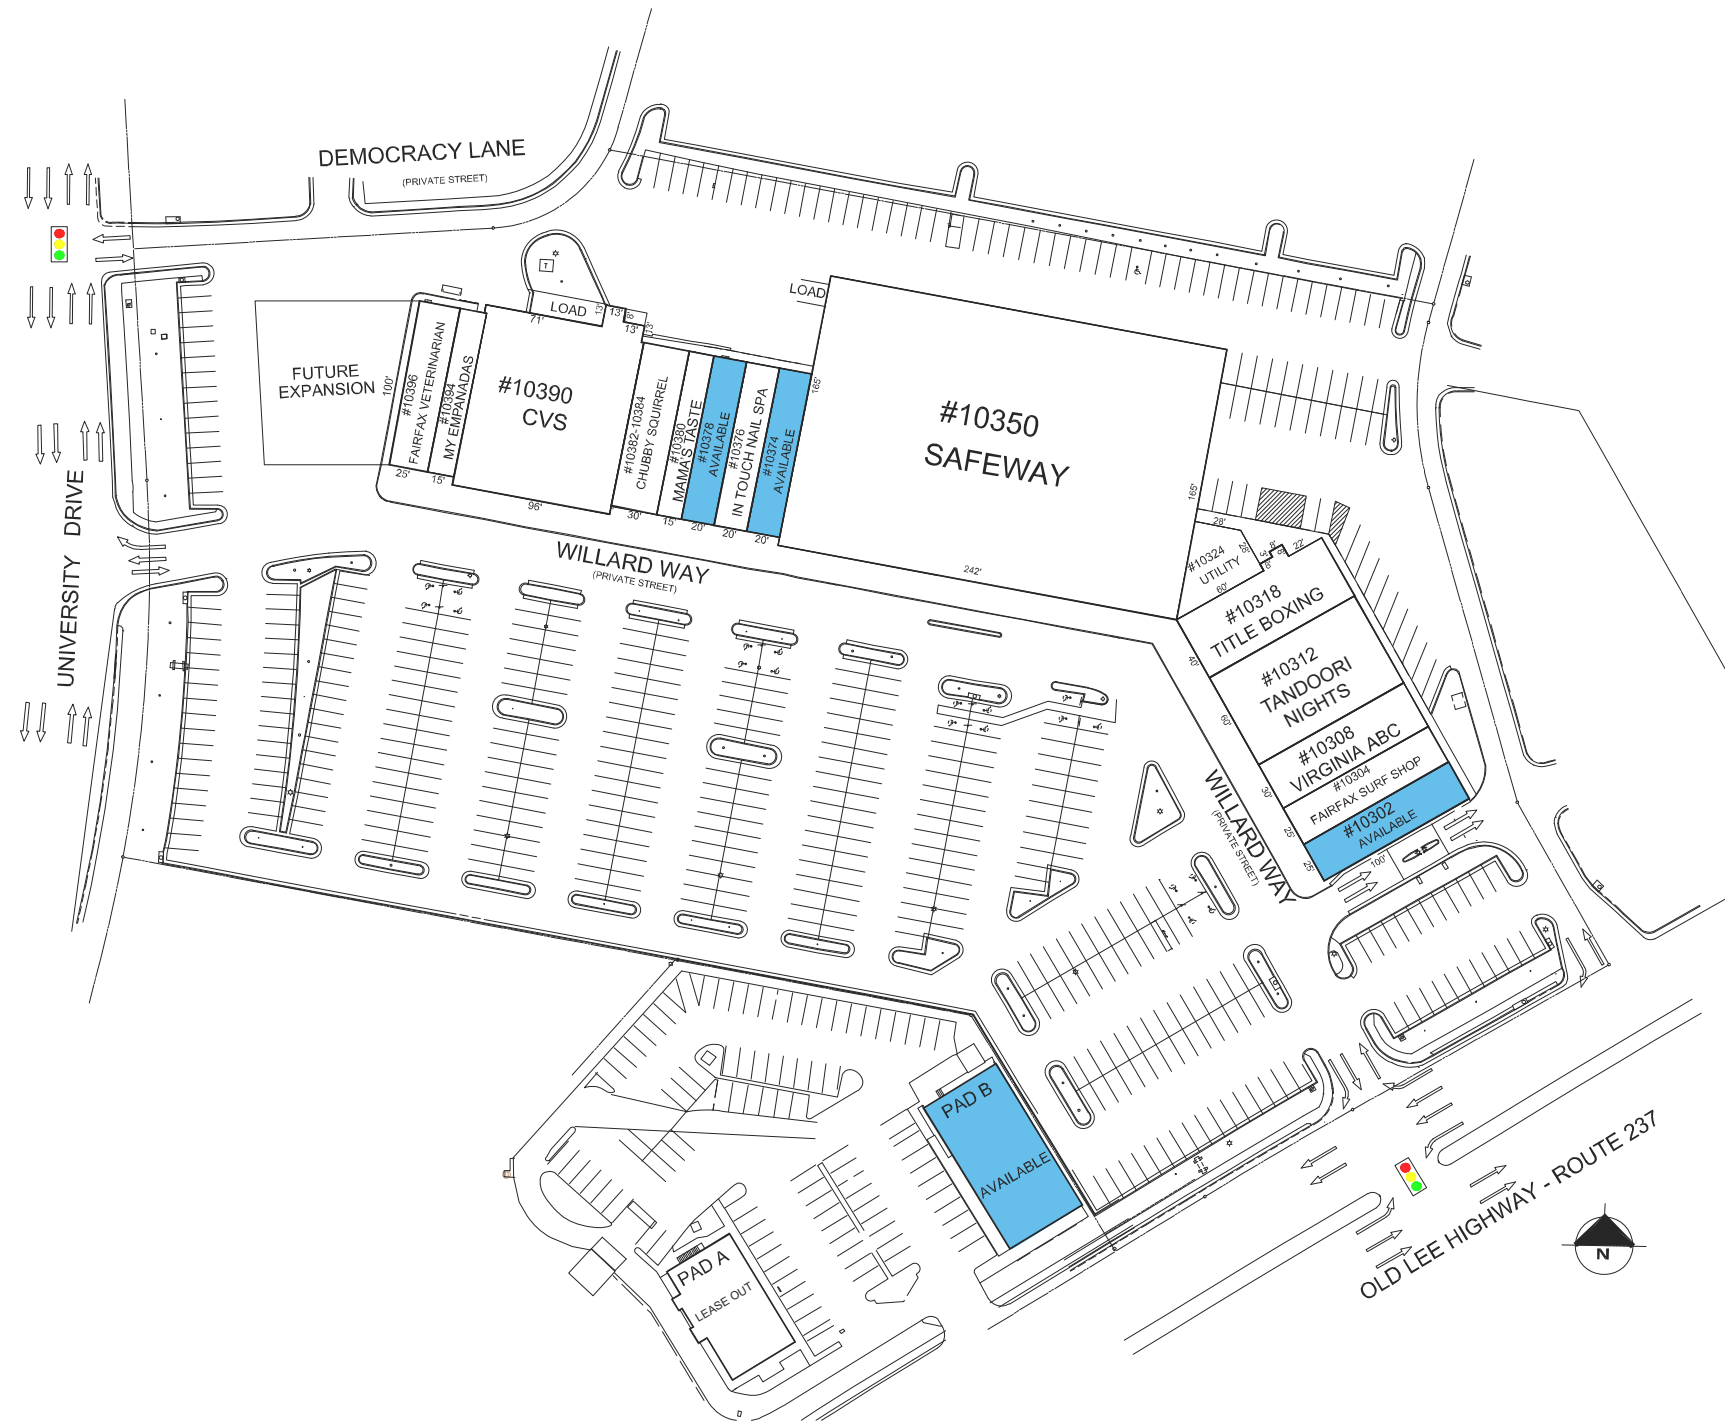 DEMOCRACY LANE
(PRIVATE STREET)
UNIVERSITY DRIVE
FUTURE
EXPANSION
100'
#10396
FAIRFAX VETERINARIAN
25'
#10394
MY EMPANADAS
15'
T
LOAD
71'
13'
13'
8'
13'
13'
#10390
CVS
96'
#10382-10384
CHUBBY SQUIRREL
30'
#10380
MAMA'S TASTE
15'
#10378
AVAILABLE
20'
#10376
IN TOUCH NAIL SPA
20'
#10374
AVAILABLE
20'
LOAD
165'
#10350
SAFEWAY
165'
242'
WILLARD WAY
(PRIVATE STREET)
28'
#10324
UTILITY
60'
22'
#10318
TITLE BOXING
40'
#10312
TANDOORI
NIGHTS
60'
#10308
VIRGINIA ABC
30'
#10304
FAIRFAX SURF SHOP
25'
#10302
AVAILABLE
25'
100'
WILLARD WAY
(PRIVATE STREET)
PAD B
AVAILABLE
PAD A
LEASE OUT
OLD LEE HIGHWAY - ROUTE 237
N